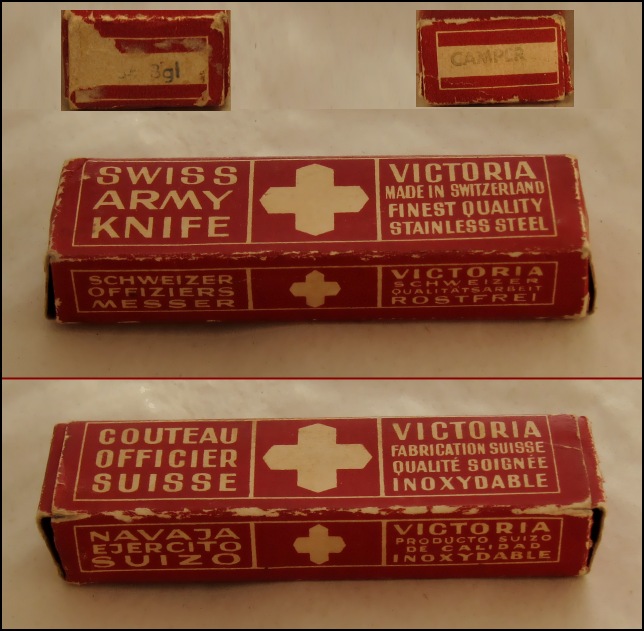 3gl
CAMPER
SWISS
ARMY
KNIFE
VICTORIA
MADE IN SWITZERLAND
FINEST QUALITY
STAINLESS STEEL
SCHWEIZER
OFFIZIERS
MESSER
VICTORIA
SCHWEIZER
QUALITÄTSARBEIT
ROSTFREI
COUTEAU
OFFICIER
SUISSE
VICTORIA
FABRICATION SUISSE
QUALITÉ SOIGNÉE
INOXYDABLE
NAVAJA
EJERCITO
SUIZO
VICTORIA
PRODUCTO SUIZO
DE CALIDAD
INOXYDABLE